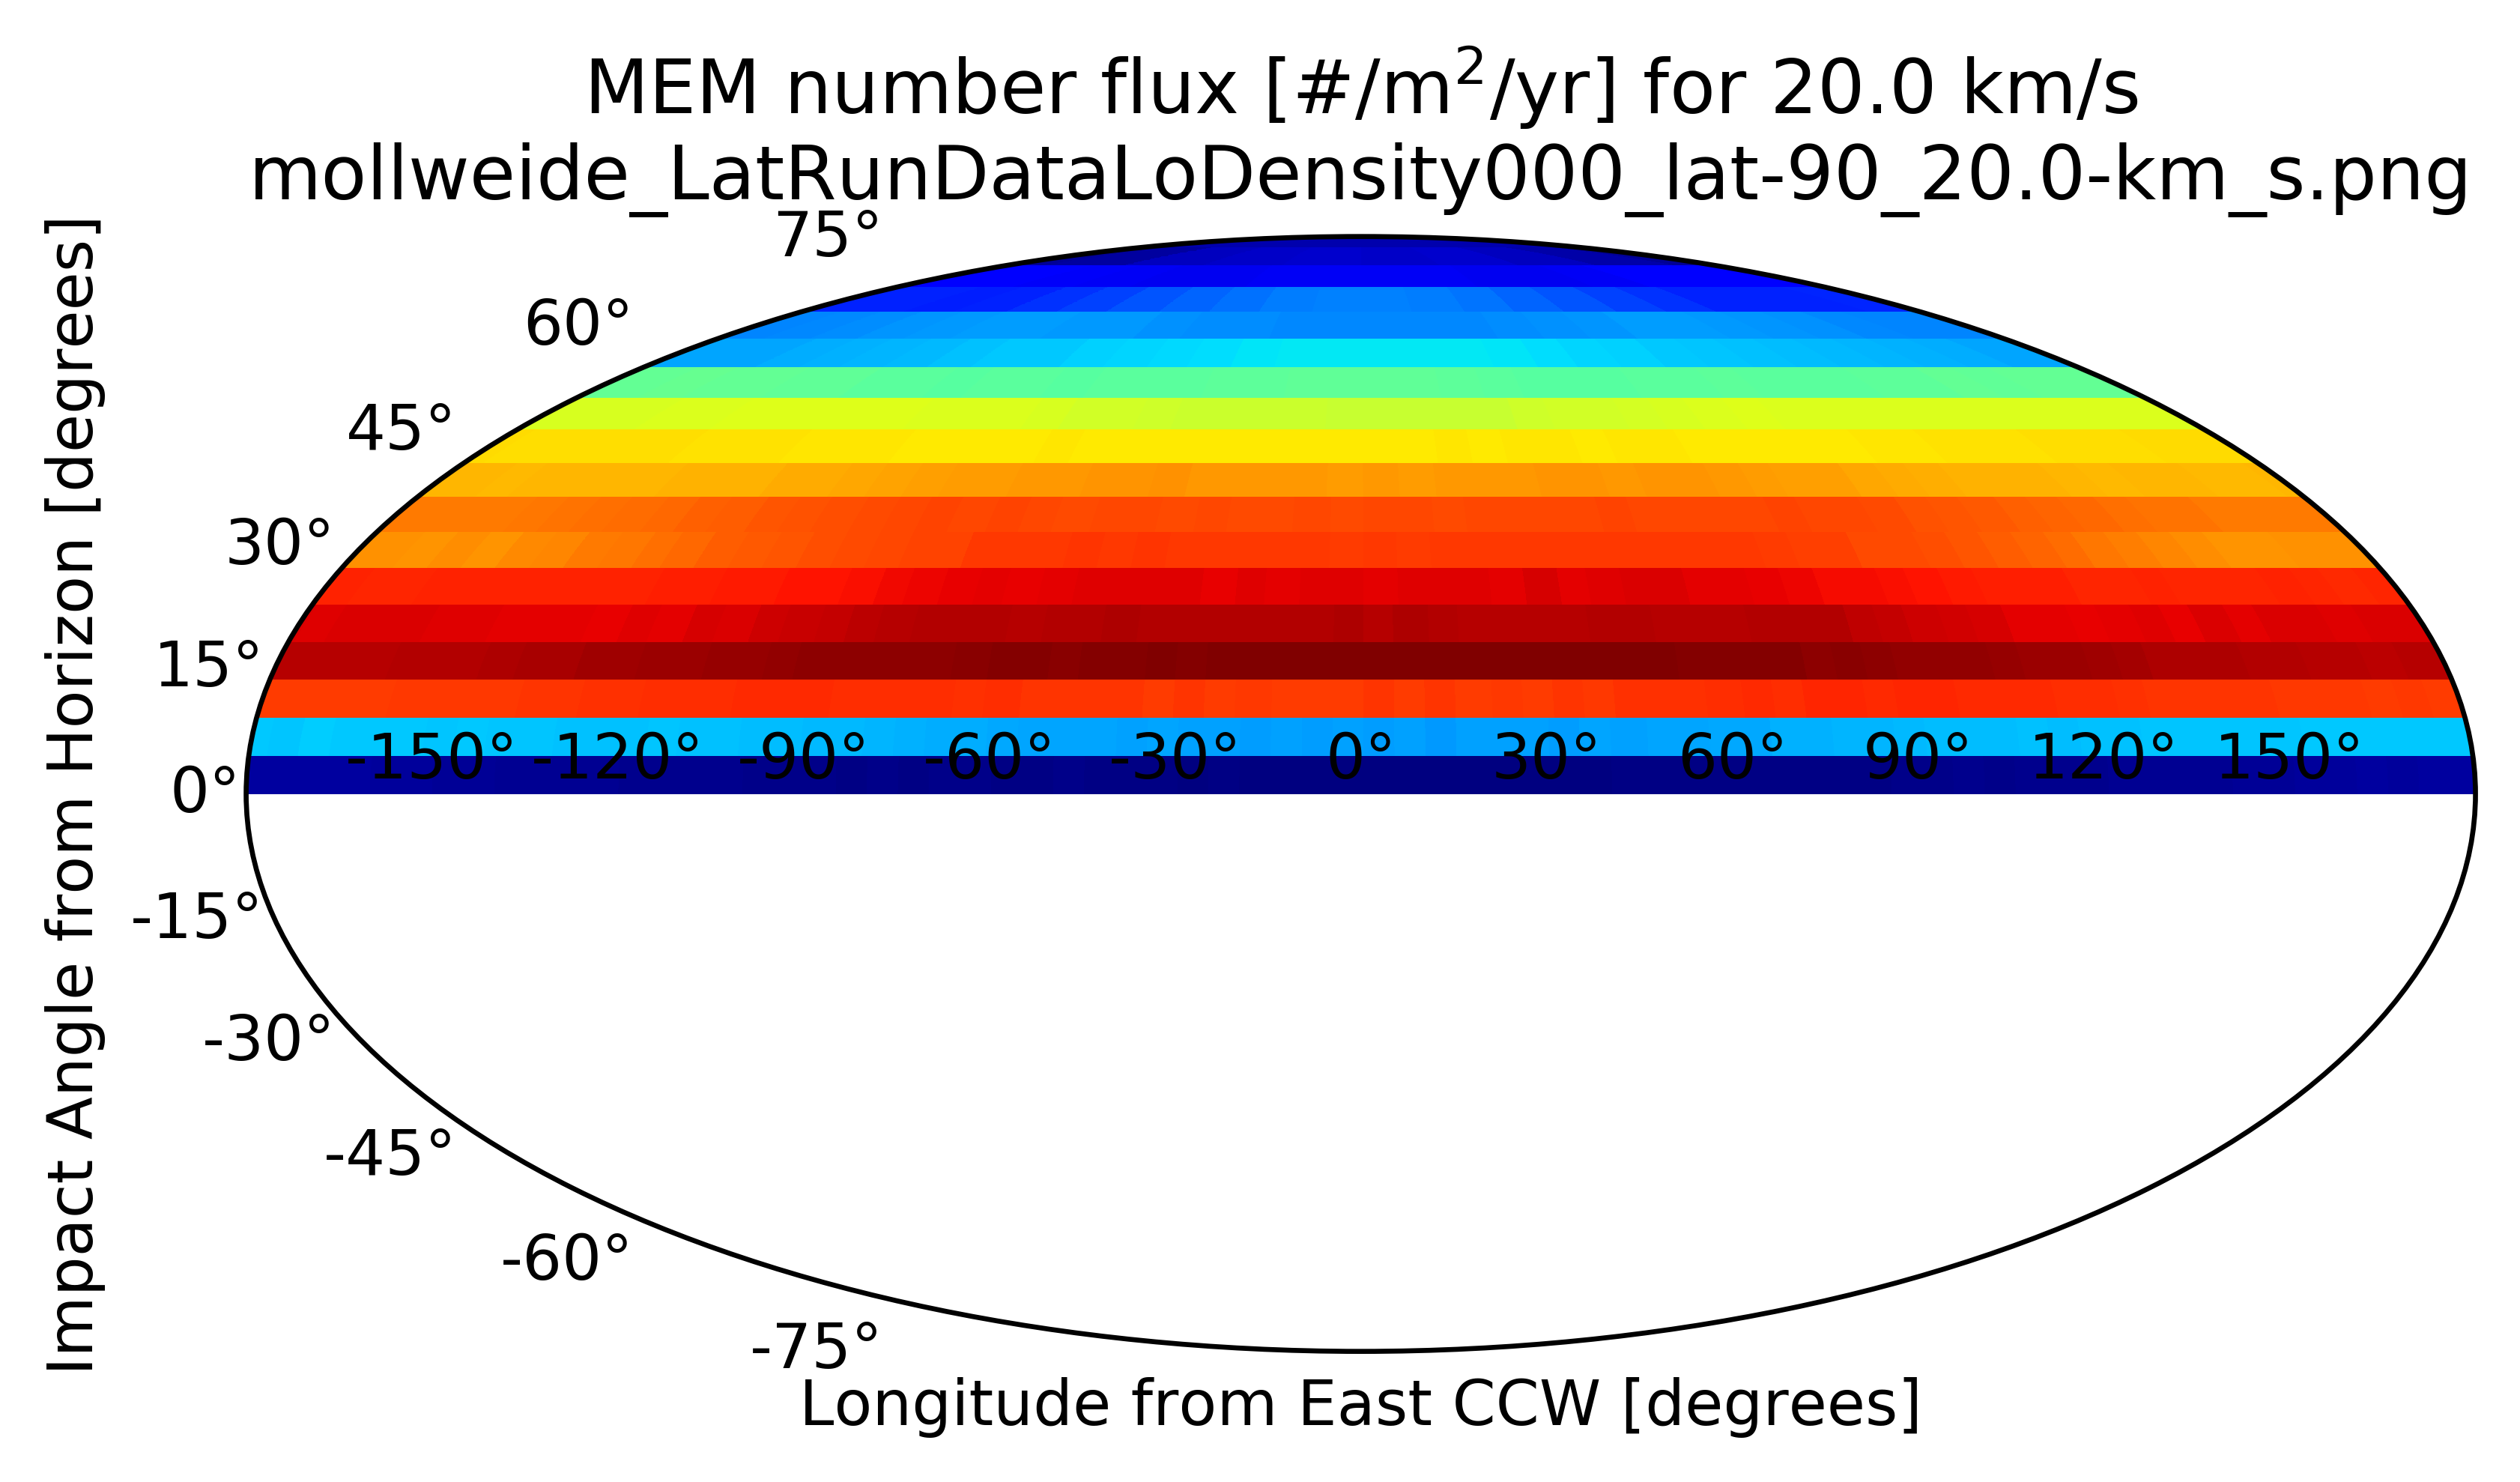 MEM number flux [#/m²/yr] for 20.0 km/s
mollweide_LatRunDataLoDensity000_lat-90_20.0-km_s.png
Impact Angle from Horizon [degrees]
75°
60°
45°
30°
15°
0°
-15°
-30°
-45°
-60°
-75°
-150° -120° -90° -60° -30° 0° 30° 60° 90° 120° 150°
Longitude from East CCW [degrees]